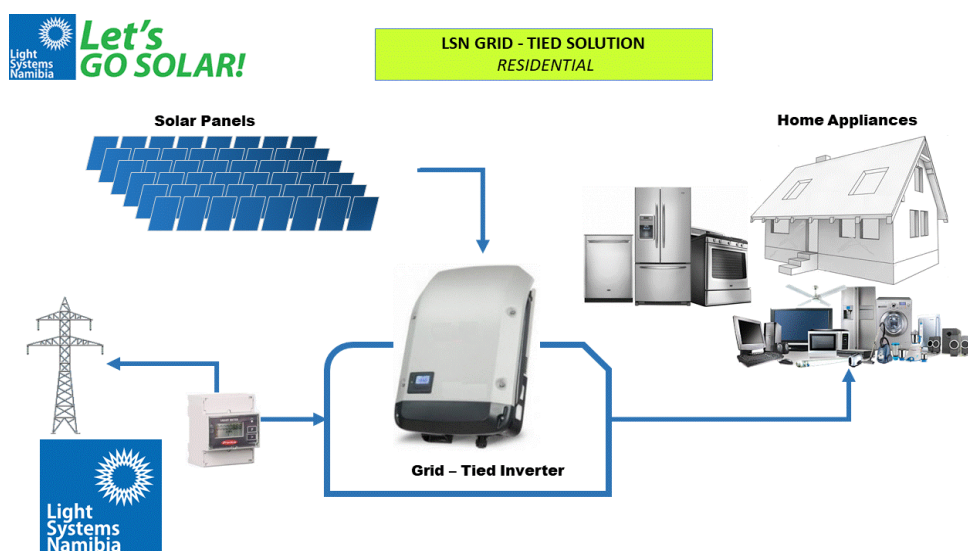 Light
Systems
Namibia
Let's
GO SOLAR!
LSN GRID - TIED SOLUTION
RESIDENTIAL
Solar Panels
Home Appliances
Grid – Tied Inverter
Light
Systems
Namibia